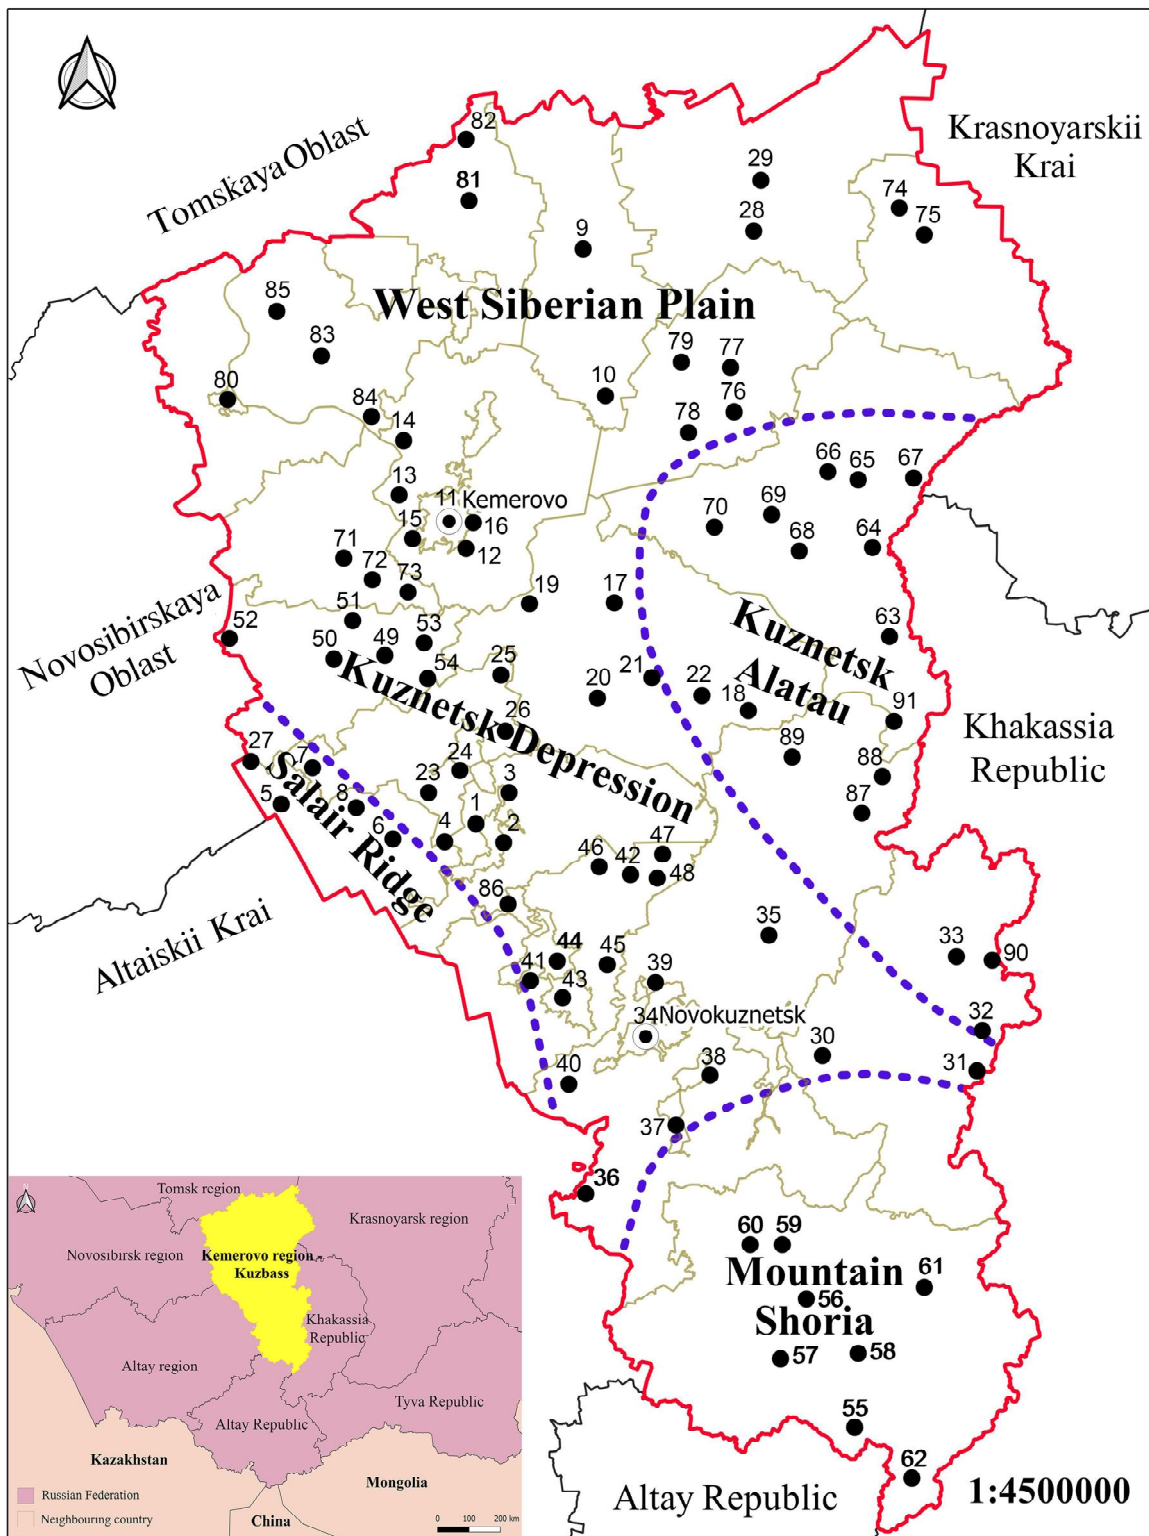 82
Tomskaya Oblast
81
29
Krasnoyarskii
Krai
28
74
75
9
85
West Siberian Plain
83
79
77
80
10
76
84
78
14
66
65
67
13
11 Kemerovo
16
69
70
15
12
68
64
71
72
73
19
17
Novosibirskaya
Oblast
51
52
53
50
49
54
25
Kuznetsk
Alatau
63
20
21
22
18
91
Kuznetsk Depression
26
Khakassia
Republic
89
88
27
7
24
3
5
8
23
1
87
6
4
2
Salair Ridge
46
42
47
48
86
Altaiskii Krai
35
44
45
33
90
41
43
39
34 Novokuznetsk
32
30
31
40
38
37
36
60
59
Mountain
Shoria
61
56
57
58
55
62
Altay Republic
1:4500000
N
Tomsk region
Krasnoyarsk region
Novosibirsk region
Kemerovo region -
Kuzbass
Khakassia
Republic
Altay region
Tyva Republic
Altay Republic
Kazakhstan
Mongolia
China
Russian Federation
Neighbouring country
0 100 200 km